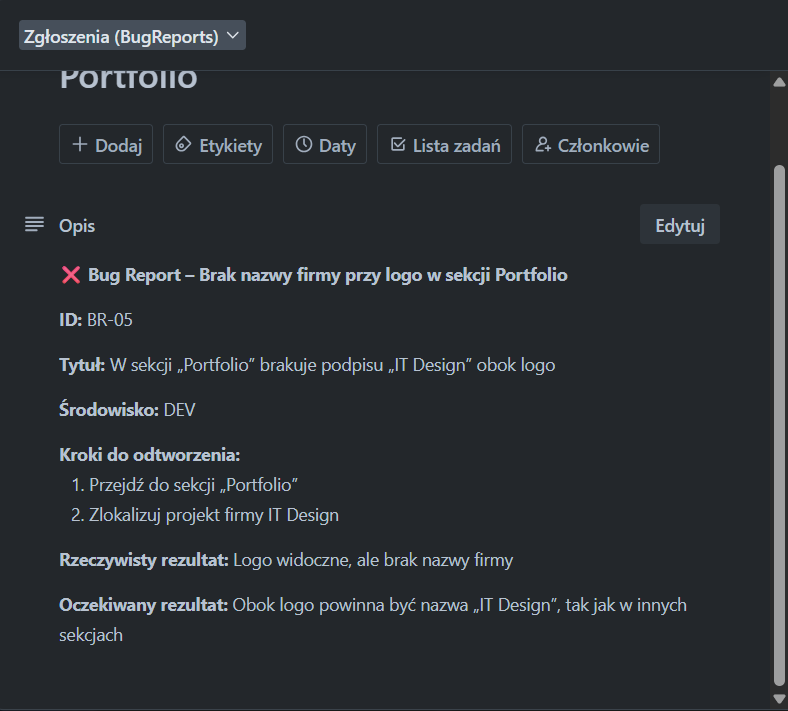 Zgłoszenia (BugReports)
Portfolio
Dodaj
Etykiety
Daty
Lista zadań
Członkowie
Opis
Edytuj
❌ Bug Report – Brak nazwy firmy przy logo w sekcji Portfolio
ID: BR-05
Tytuł: W sekcji „Portfolio” brakuje podpisu „IT Design” obok logo
Środowisko: DEV
Kroki do odtworzenia:
1. Przejdź do sekcji „Portfolio”
2. Zlokalizuj projekt firmy IT Design
Rzeczywisty rezultat: Logo widoczne, ale brak nazwy firmy
Oczekiwany rezultat: Obok logo powinna być nazwa „IT Design”, tak jak w innych
sekcjach